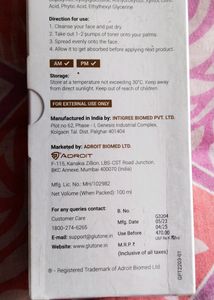 Lactic Acid, Phytic Acid, Ethylhexyl Glycerine
Direction for use:
1. Cleanse your face and pat dry
2. Take out 1-2 pumps of toner onto your palms.
3. Spread evenly onto the face.
4. Allow it to get absorbed before applying next product.
AM ✓ PM ✓
Storage:
Store at a temperature not exceeding 30°C. Keep away
from direct sunlight. Keep out of reach of children.
FOR EXTERNAL USE ONLY
Manufactured in India by: INTIGREE BIOMED PVT. LTD.
Plot no 62, Phase - I, Genesis Industrial Complex,
Kolgaon Tal. Dist. Palghar 401404
Marketed by: ADROIT BIOMED LTD.
ADROIT
F-115, Kanakia Zillion, LBS-CST Road Junction,
BKC Annexe, Mumbai 400070 (India)
Mfg. Lic. No.: MH/102982
Net Volume (When packed): 100 ml
For any queries contact:
Customer Care
1800-274-6265
E-mail: support@glutone.in
Website: www.glutone.in
B. No. G3204
Mfg. Date 05/23
Use Before 04/25
M.R.P. ₹ 470.00
(Inclusive of all taxes)
® - Registered Trademark of Adroit Biomed Ltd.